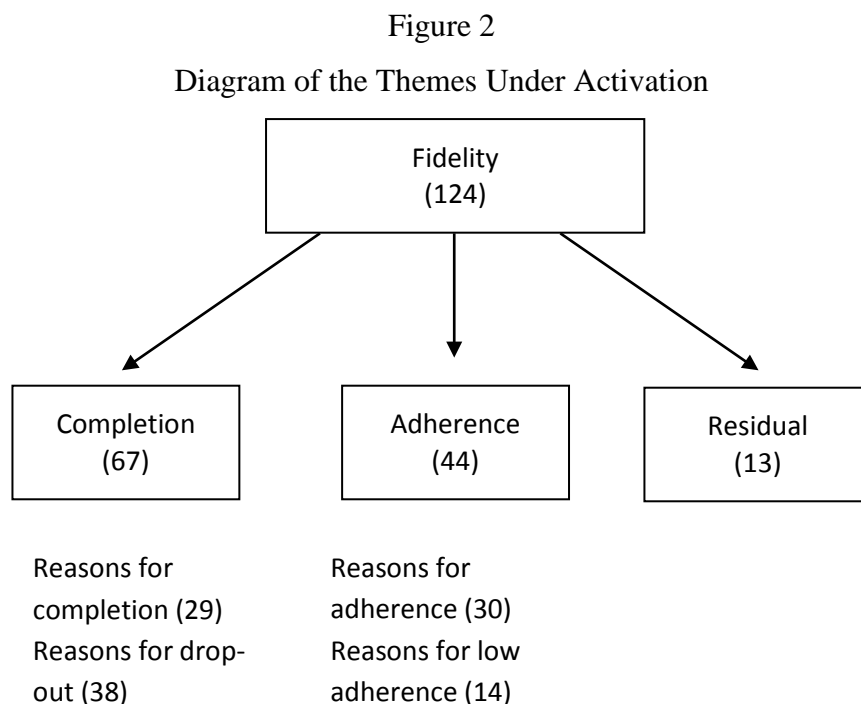 Figure 2
Diagram of the Themes Under Activation
Fidelity
(124)
Completion
(67)
Adherence
(44)
Residual
(13)
Reasons for
completion (29)
Reasons for drop-
out (38)
Reasons for
adherence (30)
Reasons for low
adherence (14)